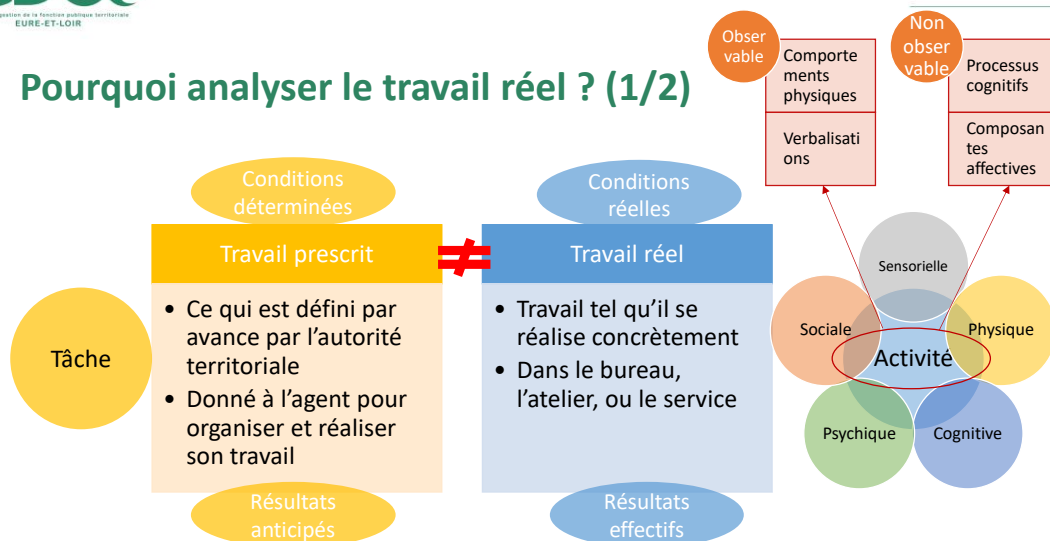 gestion de la fonction publique territoriale
EURE-ET-LOIR
Pourquoi analyser le travail réel ? (1/2)
Obser
vable
Comporte
ments
physiques
Verbalisati
ons
Non
obser
vable
Processus
cognitifs
Composan
tes
affectives
Conditions
déterminées
Travail prescrit
Tâche
• Ce qui est défini par
avance par l’autorité
territoriale
• Donné à l’agent pour
organiser et réaliser
son travail
Résultats
anticipés
≠
Conditions
réelles
Travail réel
• Travail tel qu’il se
réalise concrètement
• Dans le bureau,
l’atelier, ou le service
Résultats
effectifs
Sensorielle
Sociale
Physique
Activité
Psychique
Cognitive